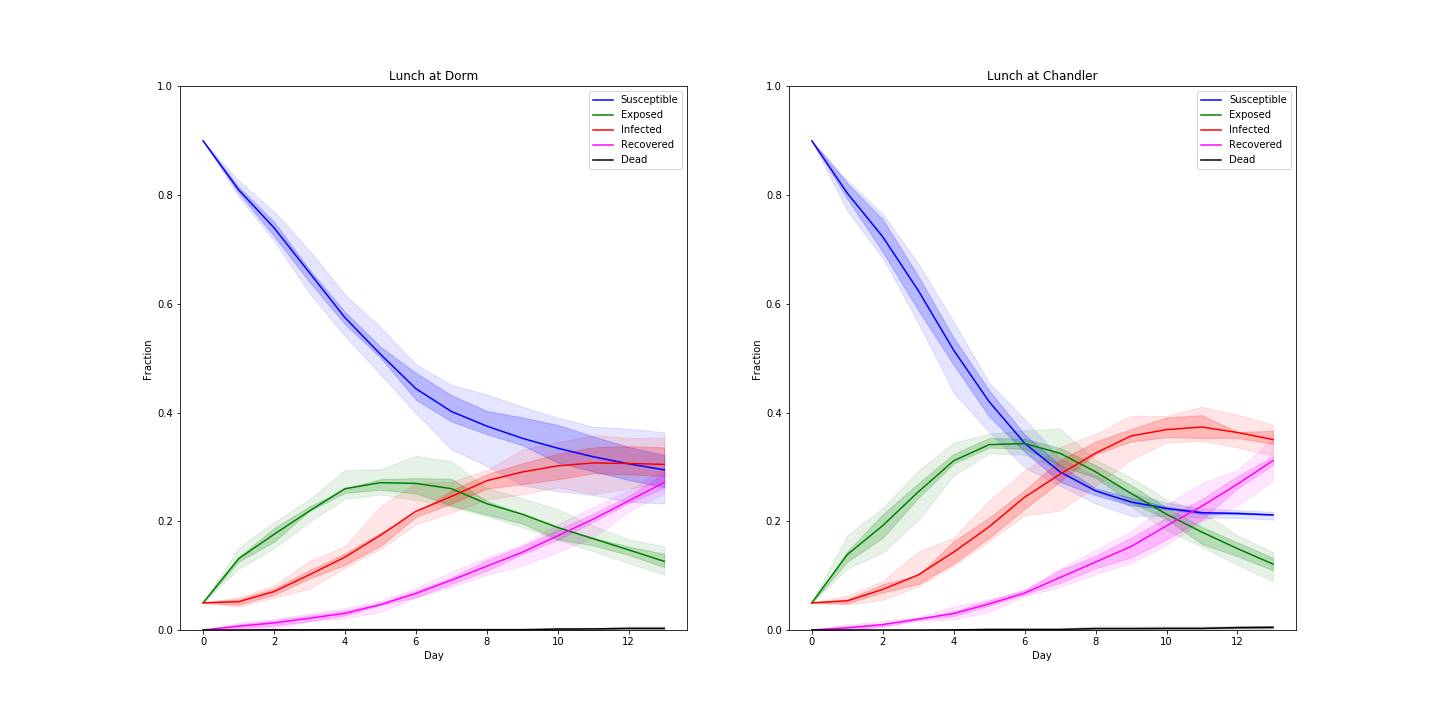 Lunch at Dorm
1.0
0.8
0.6
0.4
0.2
0.0
Fraction
Susceptible
Exposed
Infected
Recovered
Dead
0 2 4 6 8 10 12
Day
Lunch at Chandler
1.0
0.8
0.6
0.4
0.2
0.0
Fraction
Susceptible
Exposed
Infected
Recovered
Dead
0 2 4 6 8 10 12
Day